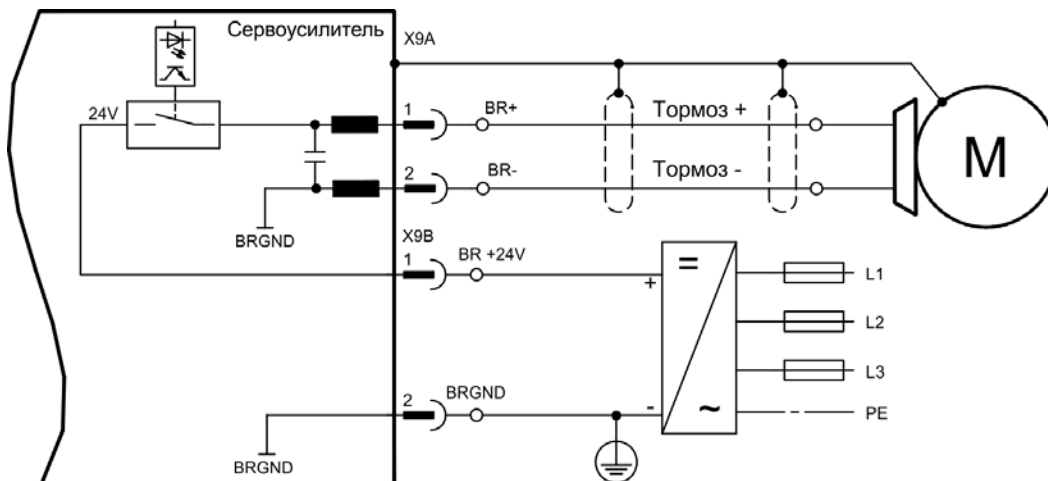 Сервоусилитель
X9A
24V
1
BR+
Тормоз +
2
BR-
Тормоз -
M
BRGND
X9B
1
BR +24V
+
=
L1
L2
L3
2
BRGND
-
~
PE
BRGND